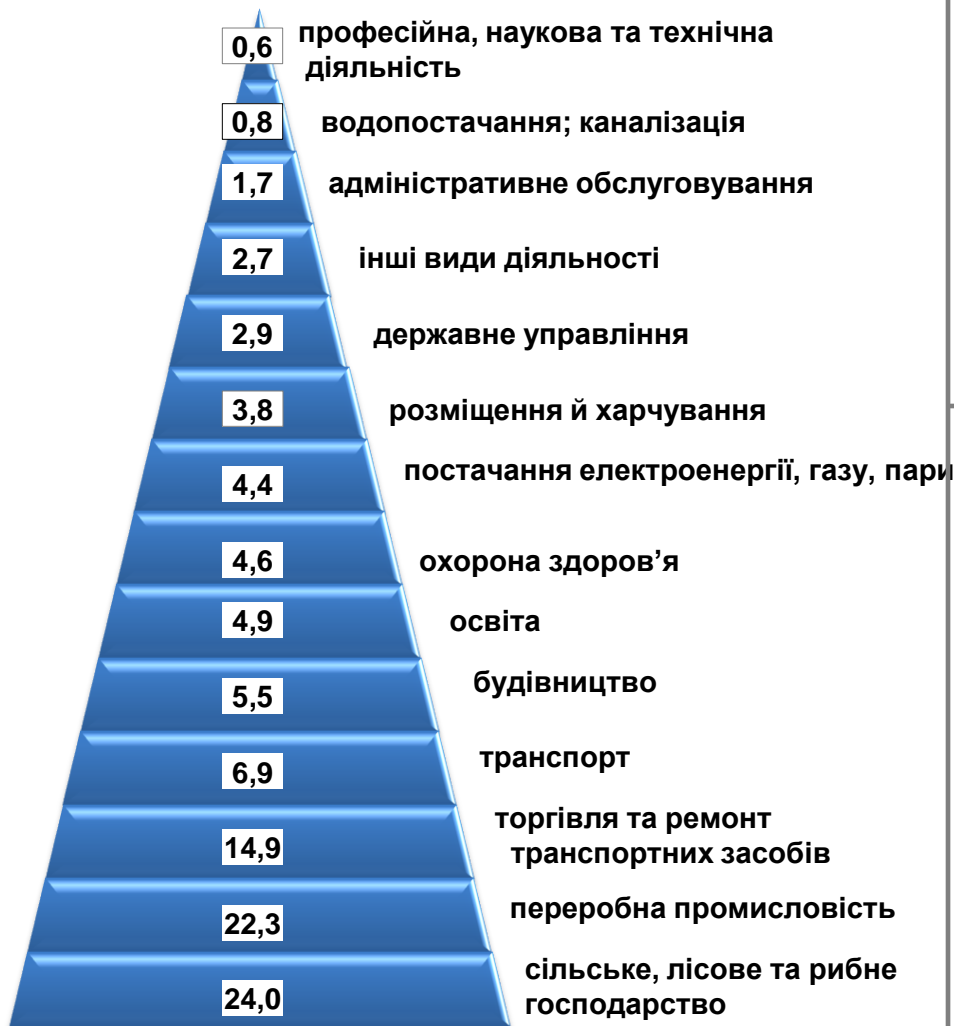 0,6 професійна, наукова та технічна
діяльність
0,8 водопостачання; каналізація
1,7 адміністративне обслуговування
2,7 інші види діяльності
2,9 державне управління
3,8 розміщення й харчування
4,4 постачання електроенергії, газу, пари
4,6 охорона здоров’я
4,9 освіта
5,5 будівництво
6,9 транспорт
14,9 торгівля та ремонт
транспортних засобів
22,3 переробна промисловість
24,0 сільське, лісове та рибне
господарство